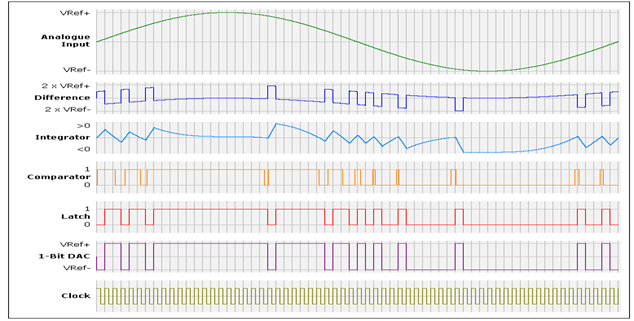 VRef+
Analogue
Input
VRef-
2 x VRef+
Difference
2 x VRef-
>0
Integrator
<0
1
Comparator
0
1
Latch
0
VRef+
1-Bit DAC
VRef-
Clock